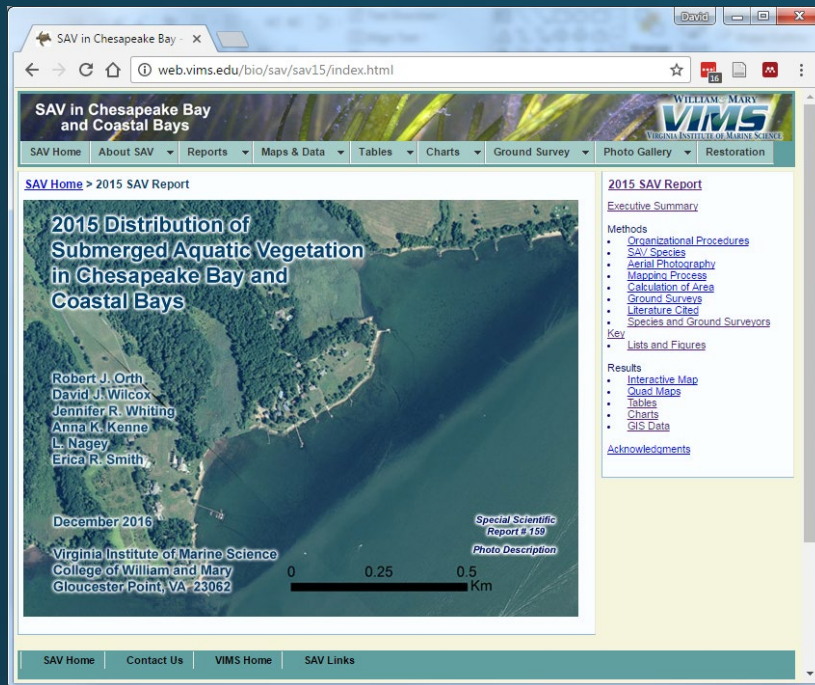 David
SAV in Chesapeake Bay -
web.vims.edu/bio/sav/sav15/index.html
16
SAV in Chesapeake Bay
and Coastal Bays
WILLIAM & MARY
VIMS
VIRGINIA INSTITUTE OF MARINE SCIENCE
SAV Home About SAV Reports Maps & Data Tables Charts Ground Survey Photo Gallery Restoration
SAV Home > 2015 SAV Report
2015 Distribution of
Submerged Aquatic Vegetation
in Chesapeake Bay and
Coastal Bays
Robert J. Orth
David J. Wilcox
Jennifer R. Whiting
Anna K. Kenne
L. Nagey
Erica R. Smith
December 2016
Virginia Institute of Marine Science
College of William and Mary
Gloucester Point, VA 23062
Special Scientific
Report # 159
Photo Description
0 0.25 0.5
Km
2015 SAV Report
Executive Summary
Methods
• Organizational Procedures
• SAV Species
• Aerial Photography
• Mapping Process
• Calculation of Area
• Ground Surveys
• Literature Cited
• Species and Ground Surveyors
Key
• Lists and Figures
Results
• Interactive Map
• Quad Maps
• Tables
• Charts
• GIS Data
Acknowledgments
SAV Home Contact Us VIMS Home SAV Links